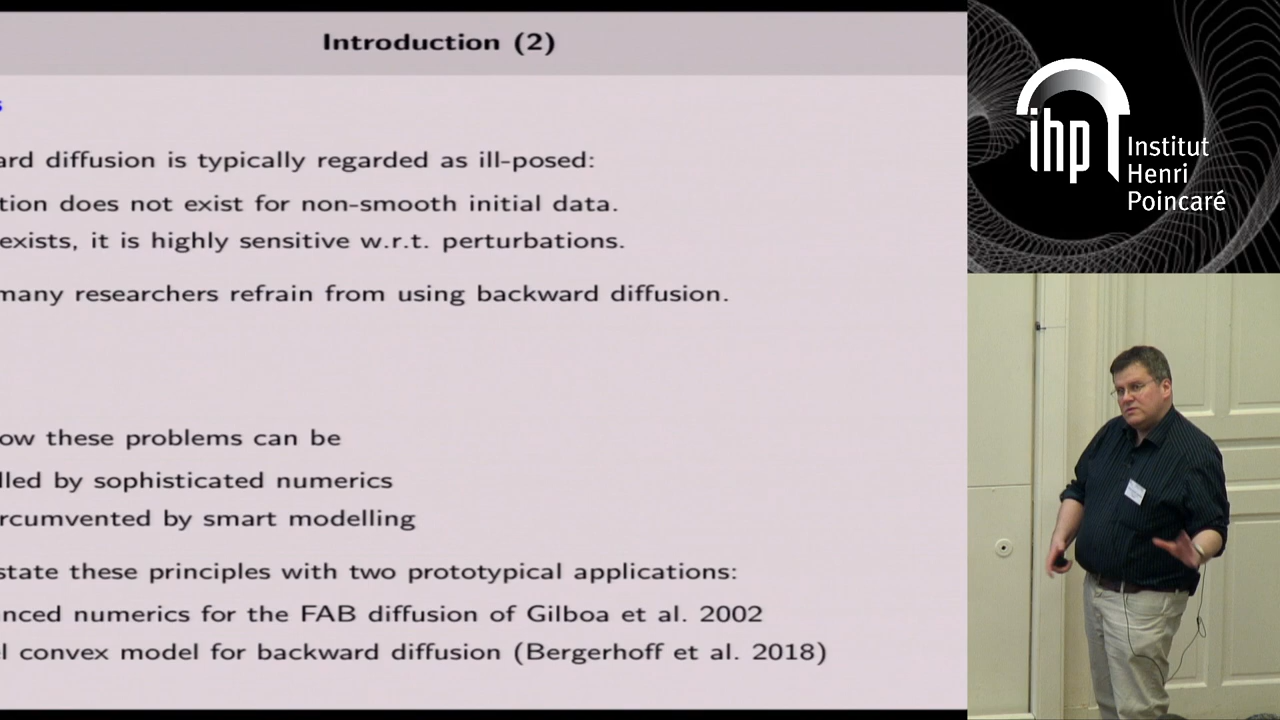 Introduction (2)
s
ard diffusion is typically regarded as ill-posed:
tion does not exist for non-smooth initial data.
exists, it is highly sensitive w.r.t. perturbations.
many researchers refrain from using backward diffusion.
ow these problems can be
lled by sophisticated numerics
rcumvented by smart modelling
state these principles with two prototypical applications:
nced numerics for the FAB diffusion of Gilboa et al. 2002
l convex model for backward diffusion (Bergerhoff et al. 2018)
ihp
Institut
Henri
Poincaré